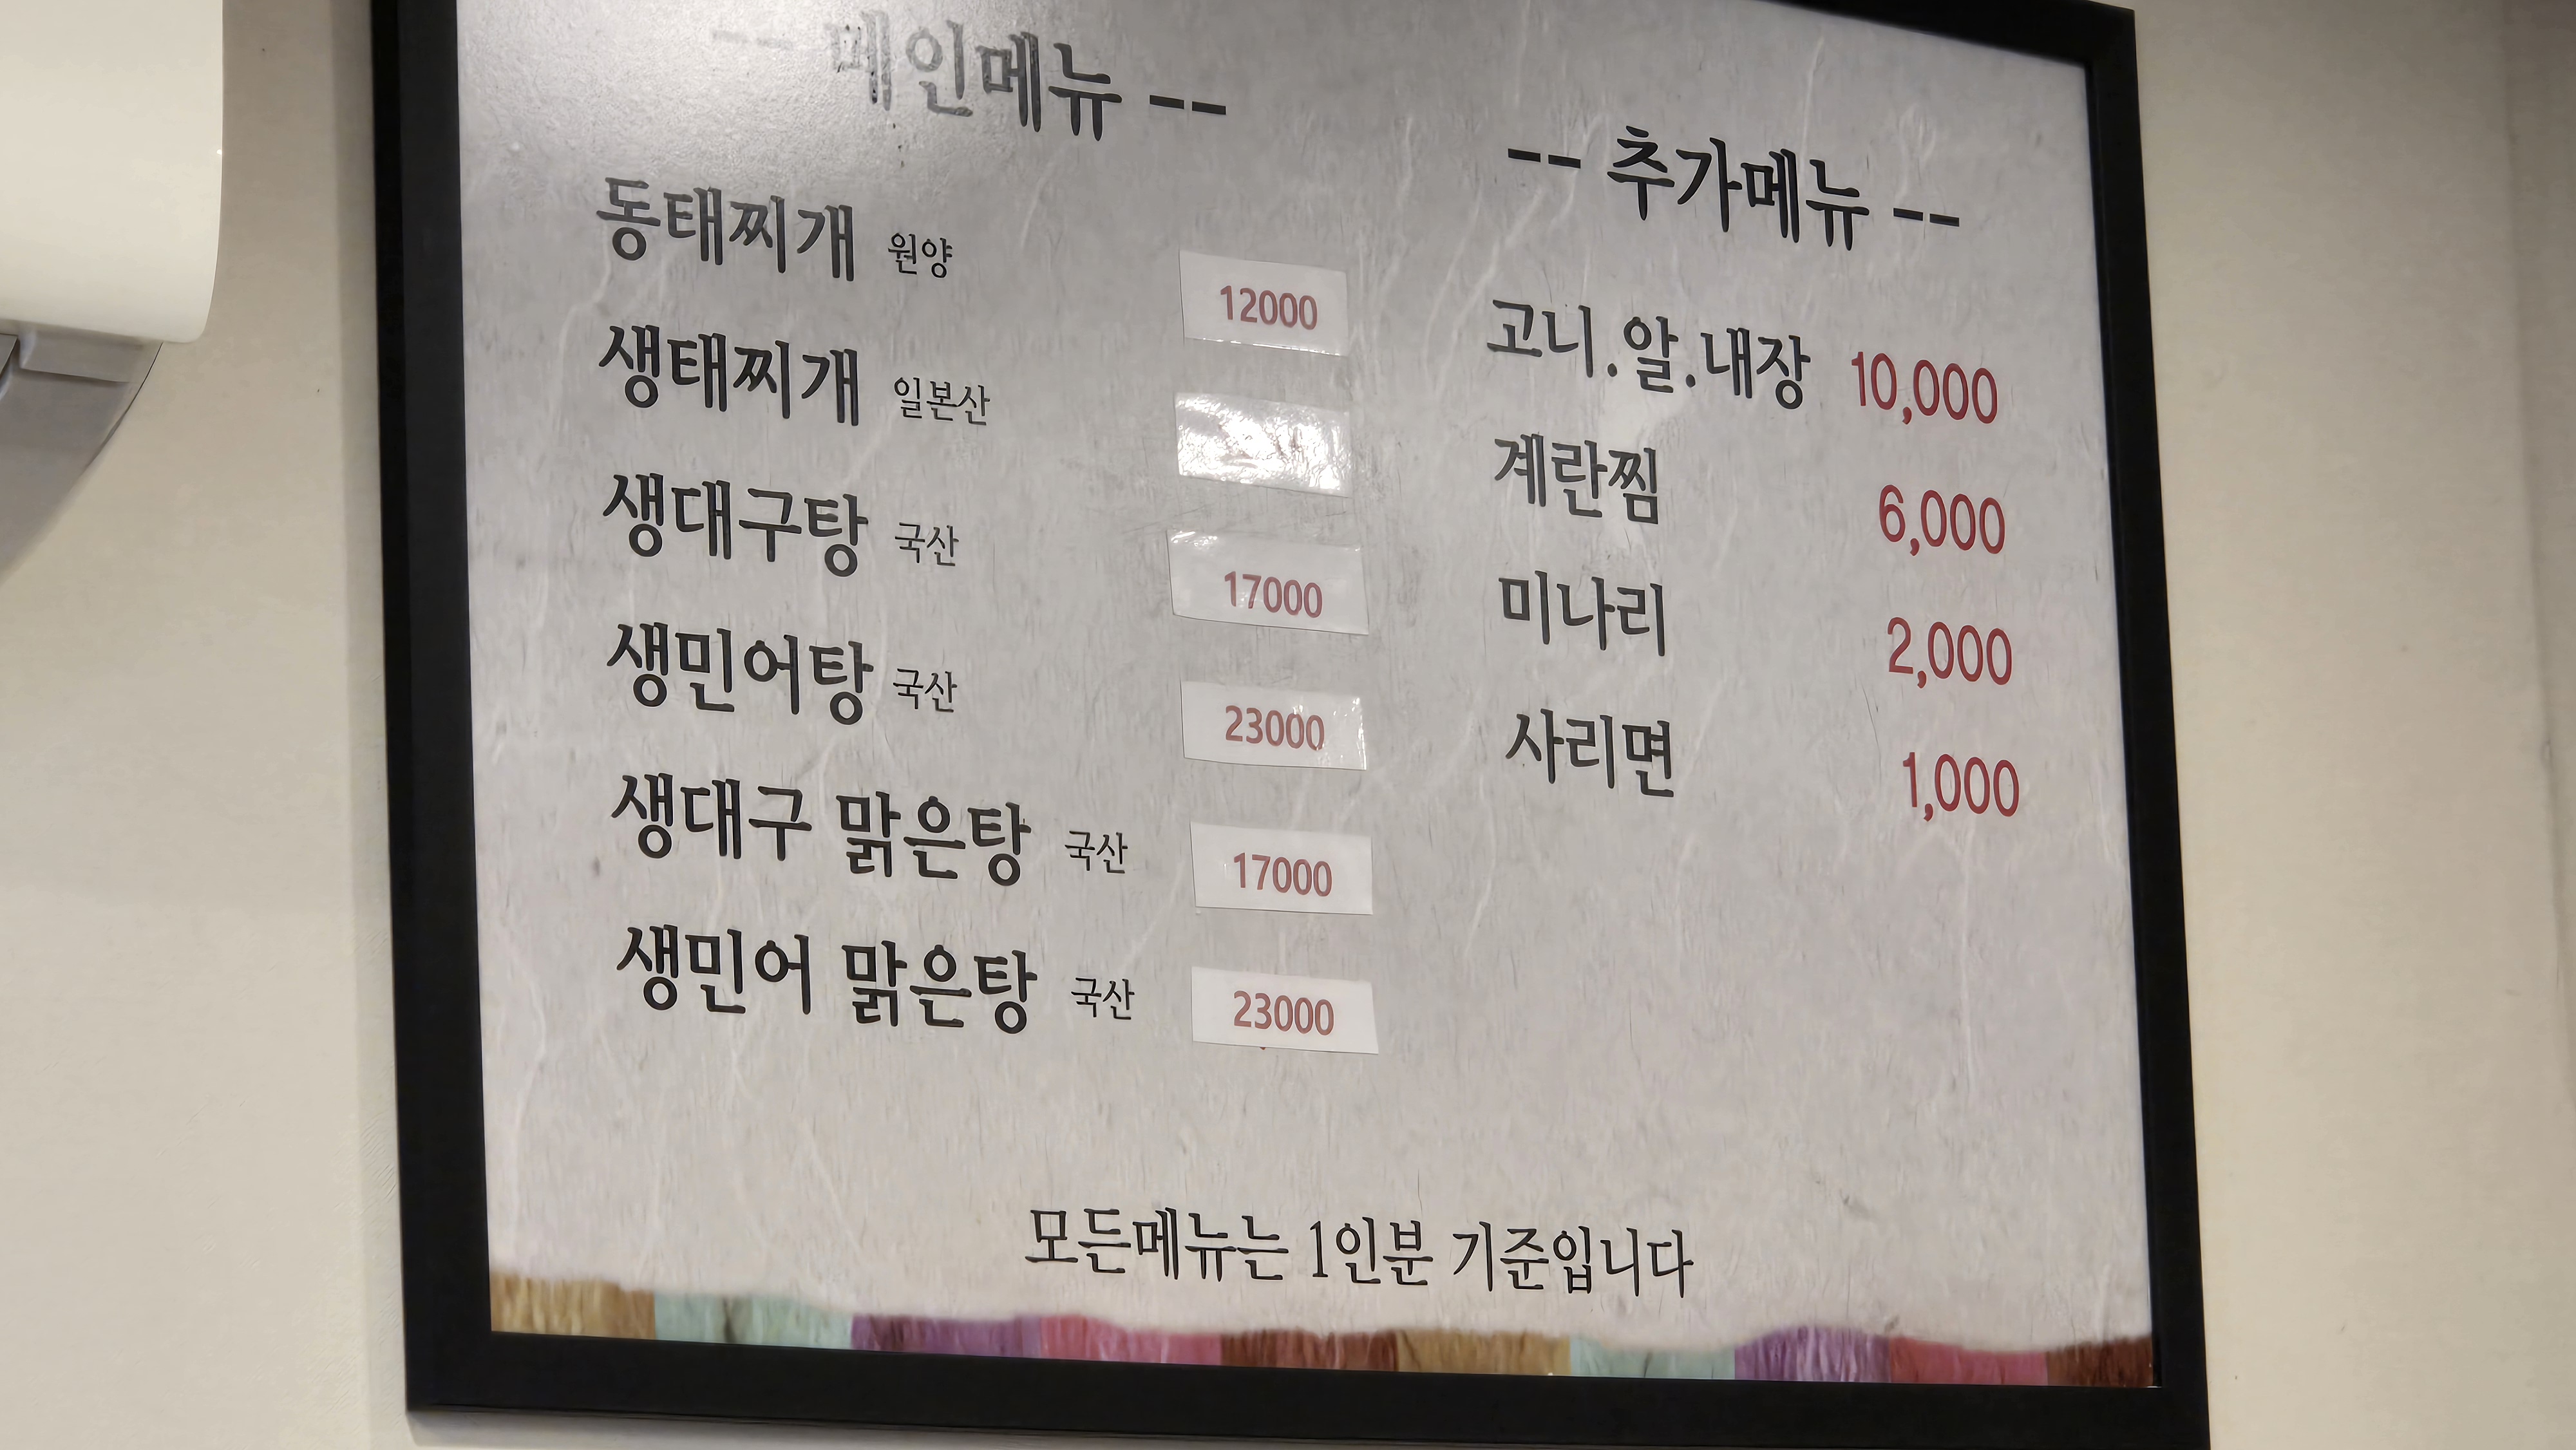 -- 메인메뉴 --
동태찌개 원양 12000
생태찌개 일본산
생대구탕 국산 17000
생민어탕 국산 23000
생대구 맑은탕 국산 17000
생민어 맑은탕 국산 23000
-- 추가메뉴 --
고니.알.내장 10,000
계란찜 6,000
미나리 2,000
사리면 1,000
모든메뉴는 1인분 기준입니다